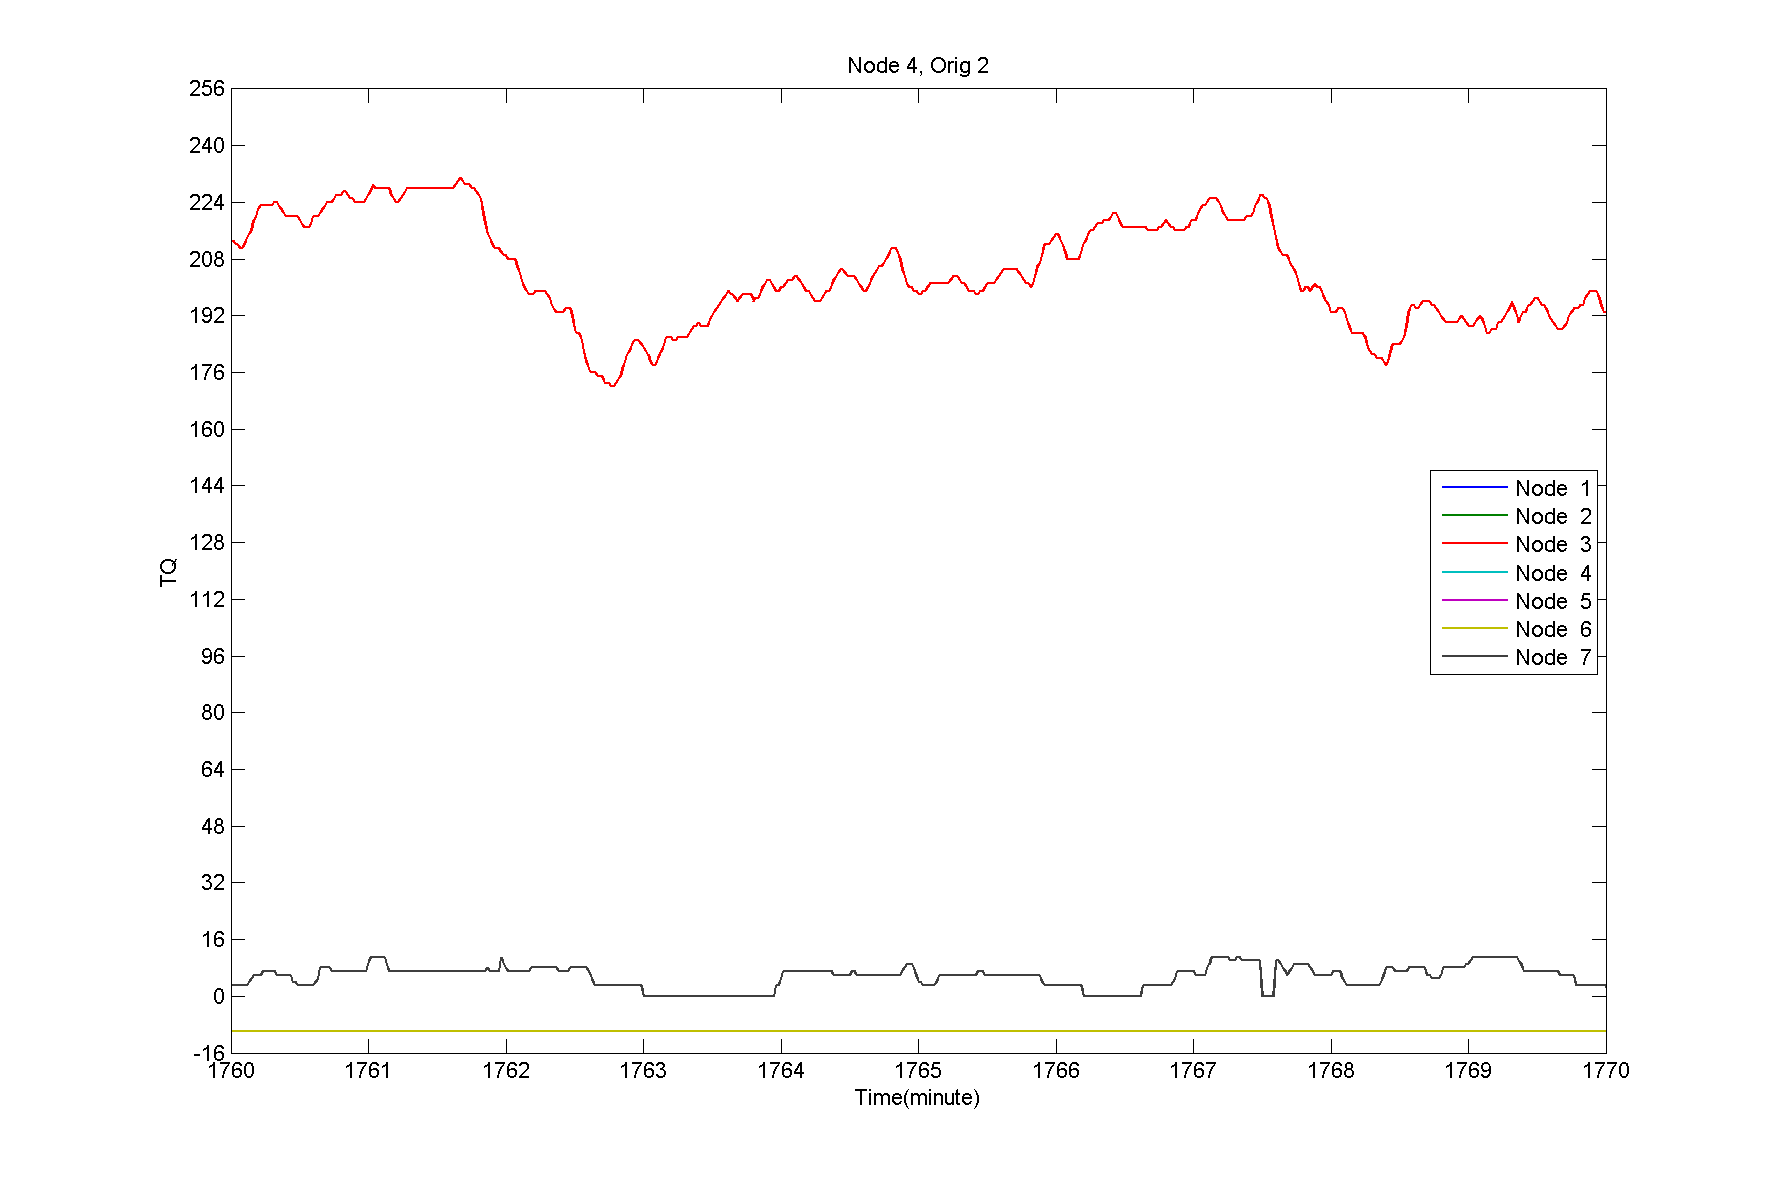 Node 4, Orig 2
256
240
224
208
192
176
160
144
128
112
96
80
64
48
32
16
0
-16
TQ
Node 1
Node 2
Node 3
Node 4
Node 5
Node 6
Node 7
1760 1761 1762 1763 1764 1765 1766 1767 1768 1769 1770
Time(minute)